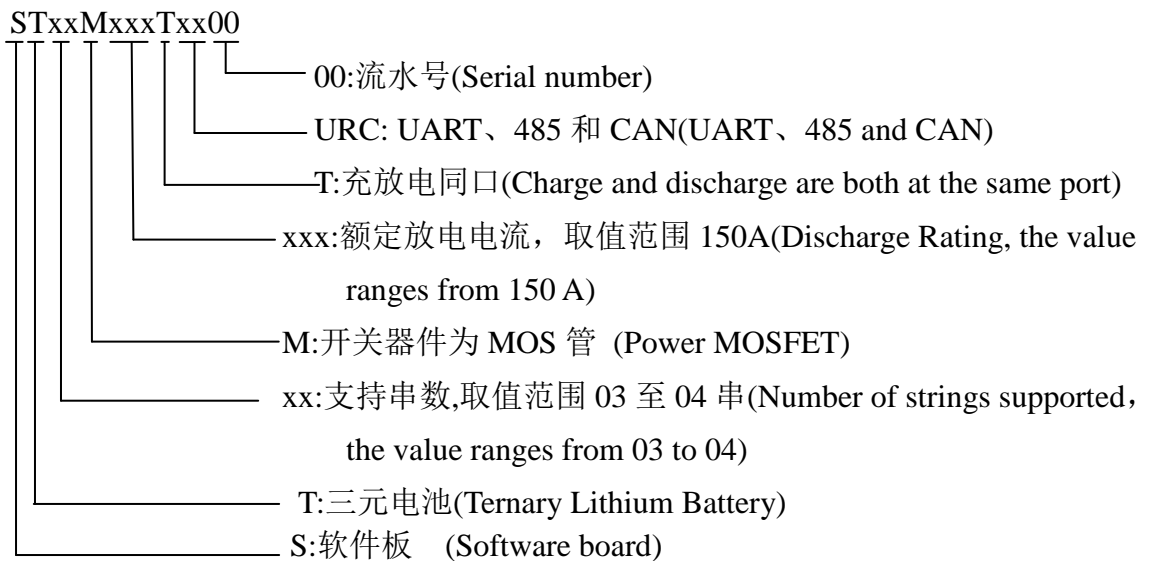 STxxMxxxTxx00
00:流水号(Serial number)
URC: UART、485 和 CAN(UART、485 and CAN)
T:充放电同口(Charge and discharge are both at the same port)
xxx:额定放电电流，取值范围 150A(Discharge Rating, the value
ranges from 150 A)
M:开关器件为 MOS 管 (Power MOSFET)
xx:支持串数,取值范围 03 至 04 串(Number of strings supported，
the value ranges from 03 to 04)
T:三元电池(Ternary Lithium Battery)
S:软件板 (Software board)